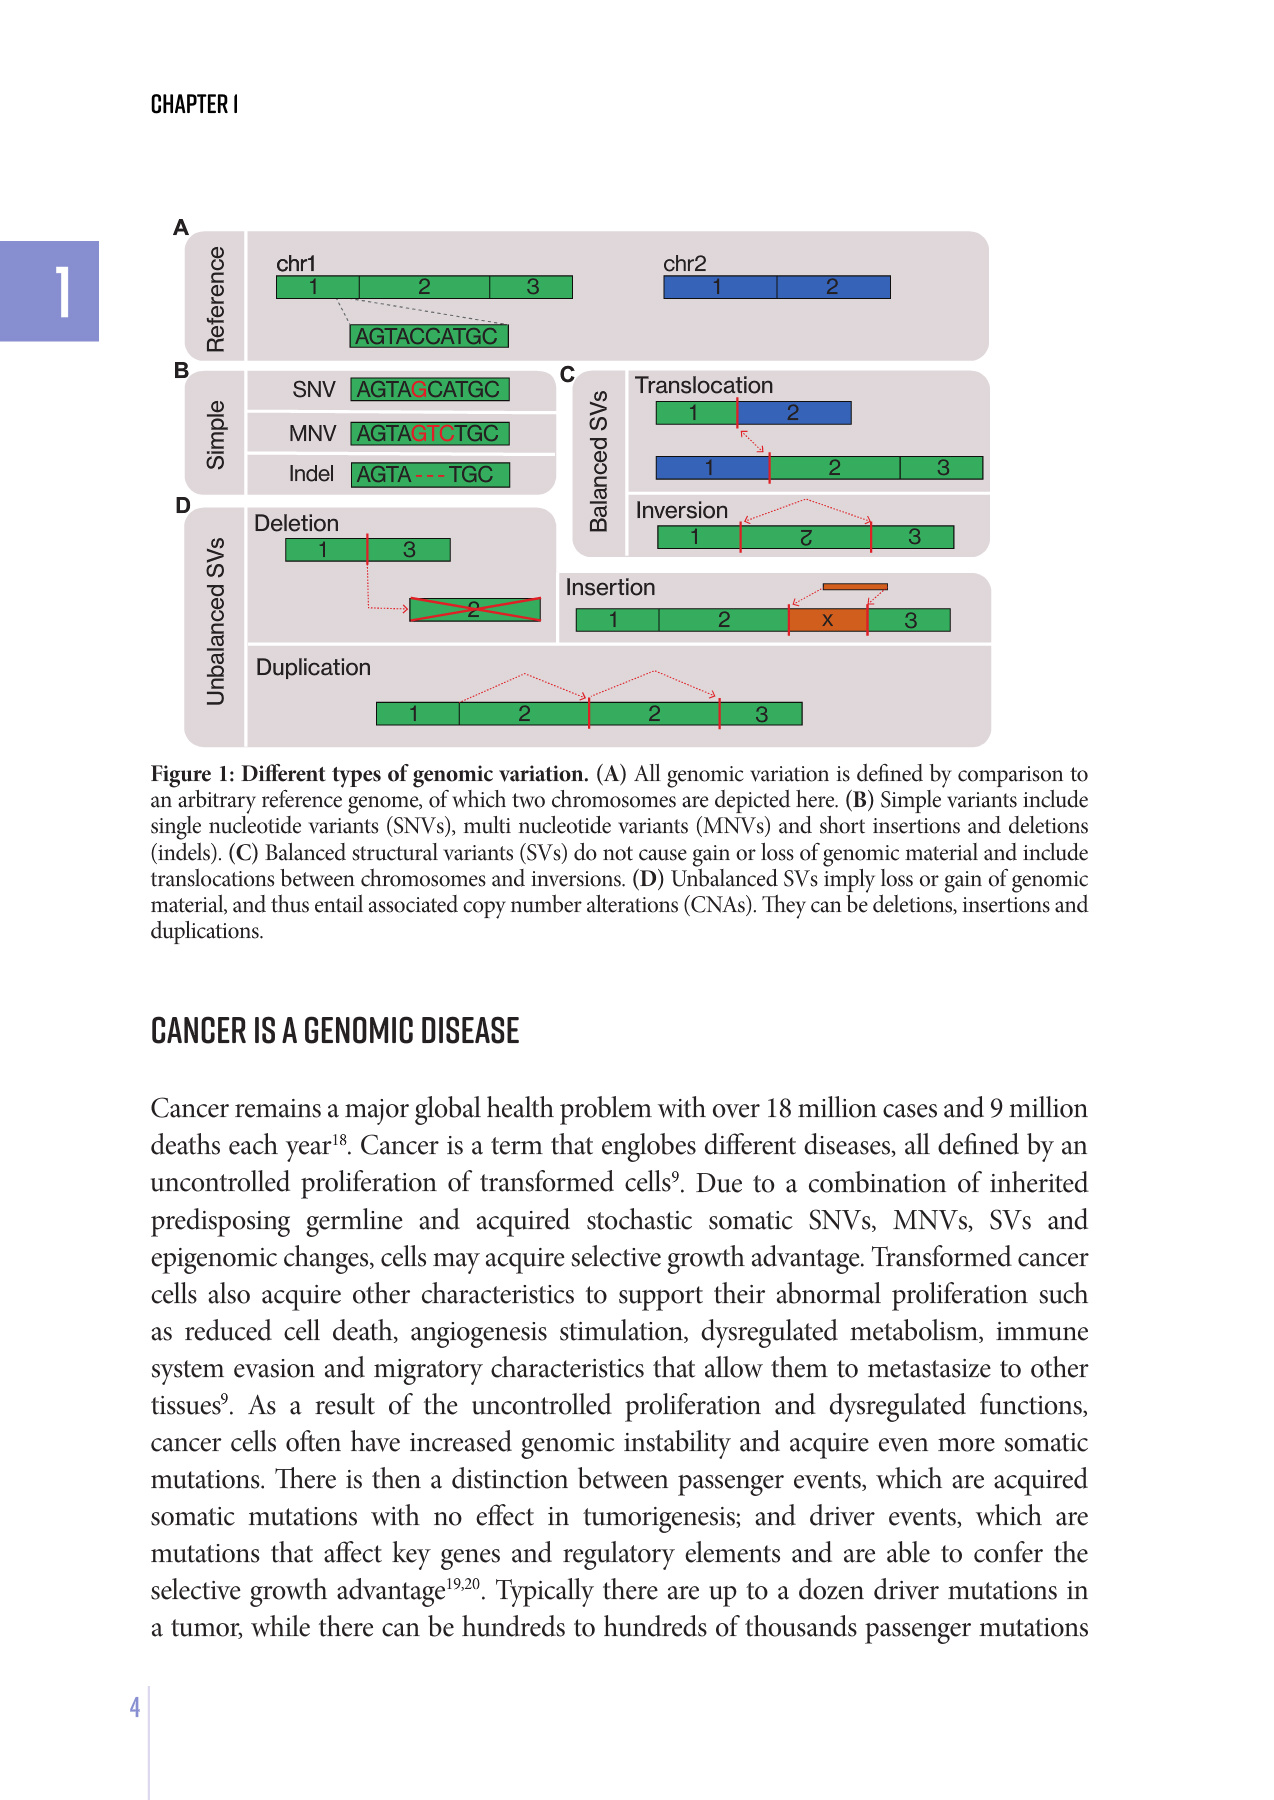 CHAPTER 1
1
A
Reference
chr1
1 2 3
AGTACCATGC
chr2
1 2
B
Simple
SNV AGTAGCATGC
MNV AGTAGTCTGC
Indel AGTA---TGC
C
Balanced SVs
Translocation
1 2
1 2 3
Inversion
1 2 3
D
Unbalanced SVs
Deletion
1 3
2
Insertion
1 2 x 3
Duplication
1 2 2 3
Figure 1: Different types of genomic variation. (A) All genomic variation is defined by comparison to
an arbitrary reference genome, of which two chromosomes are depicted here. (B) Simple variants include
single nucleotide variants (SNVs), multi nucleotide variants (MNVs) and short insertions and deletions
(indels). (C) Balanced structural variants (SVs) do not cause gain or loss of genomic material and include
translocations between chromosomes and inversions. (D) Unbalanced SVs imply loss or gain of genomic
material, and thus entail associated copy number alterations (CNAs). They can be deletions, insertions and
duplications.
CANCER IS A GENOMIC DISEASE
Cancer remains a major global health problem with over 18 million cases and 9 million
deaths each year18. Cancer is a term that englobes different diseases, all defined by an
uncontrolled proliferation of transformed cells9. Due to a combination of inherited
predisposing germline and acquired stochastic somatic SNVs, MNVs, SVs and
epigenomic changes, cells may acquire selective growth advantage. Transformed cancer
cells also acquire other characteristics to support their abnormal proliferation such
as reduced cell death, angiogenesis stimulation, dysregulated metabolism, immune
system evasion and migratory characteristics that allow them to metastasize to other
tissues9. As a result of the uncontrolled proliferation and dysregulated functions,
cancer cells often have increased genomic instability and acquire even more somatic
mutations. There is then a distinction between passenger events, which are acquired
somatic mutations with no effect in tumorigenesis; and driver events, which are
mutations that affect key genes and regulatory elements and are able to confer the
selective growth advantage19,20. Typically there are up to a dozen driver mutations in
a tumor, while there can be hundreds to hundreds of thousands passenger mutations
4